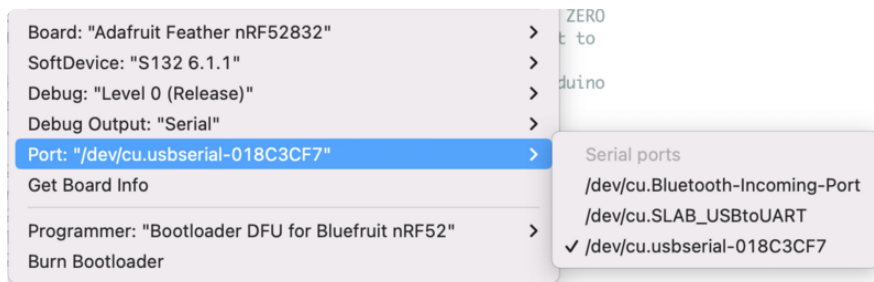 ZERO
Board: "Adafruit Feather nRF52832"
t to
SoftDevice: "S132 6.1.1"
Debug: "Level 0 (Release)"
duino
Debug Output: "Serial"
Port: "/dev/cu.usbserial-018C3CF7"
Serial ports
Get Board Info
/dev/cu.Bluetooth-Incoming-Port
/dev/cu.SLAB_USBtoUART
Programmer: "Bootloader DFU for Bluefruit nRF52"
✓ /dev/cu.usbserial-018C3CF7
Burn Bootloader